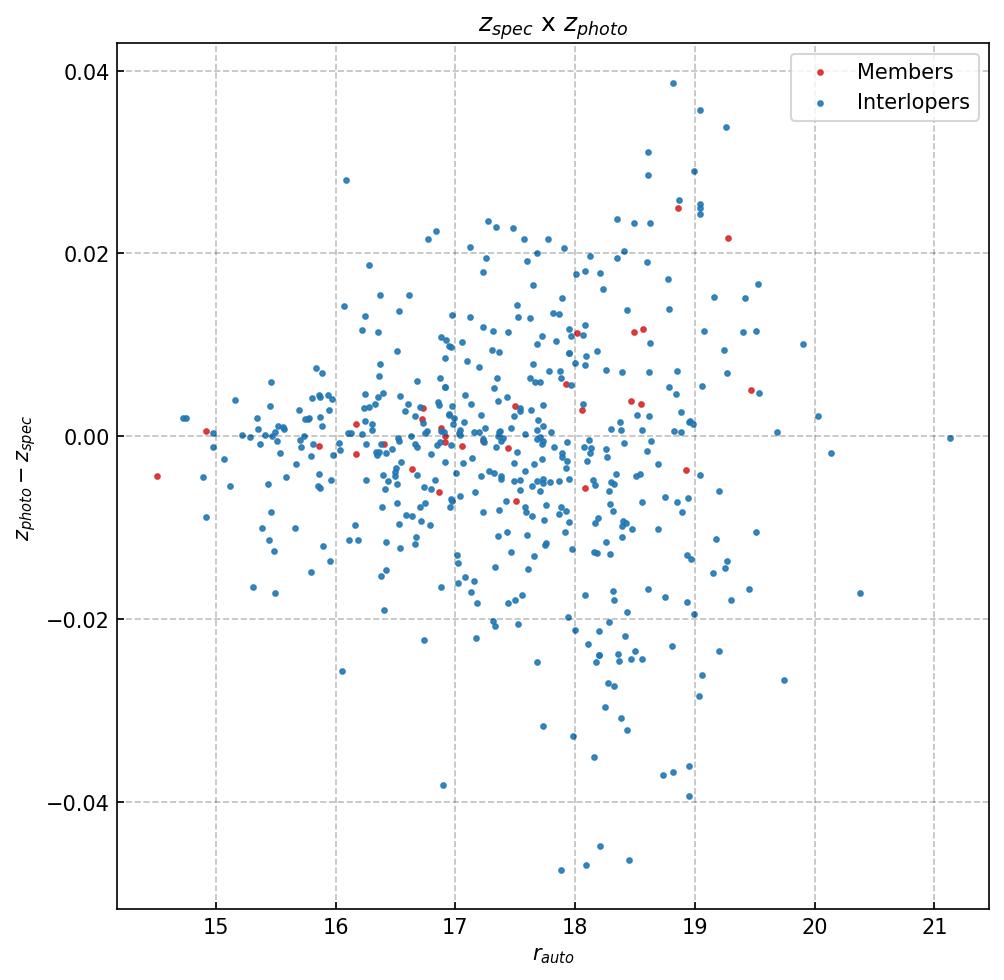 z_spec x z_photo
Members
Interlopers
z_photo − z_spec
0.04
0.02
0.00
−0.02
−0.04
15 16 17 18 19 20 21
r_auto